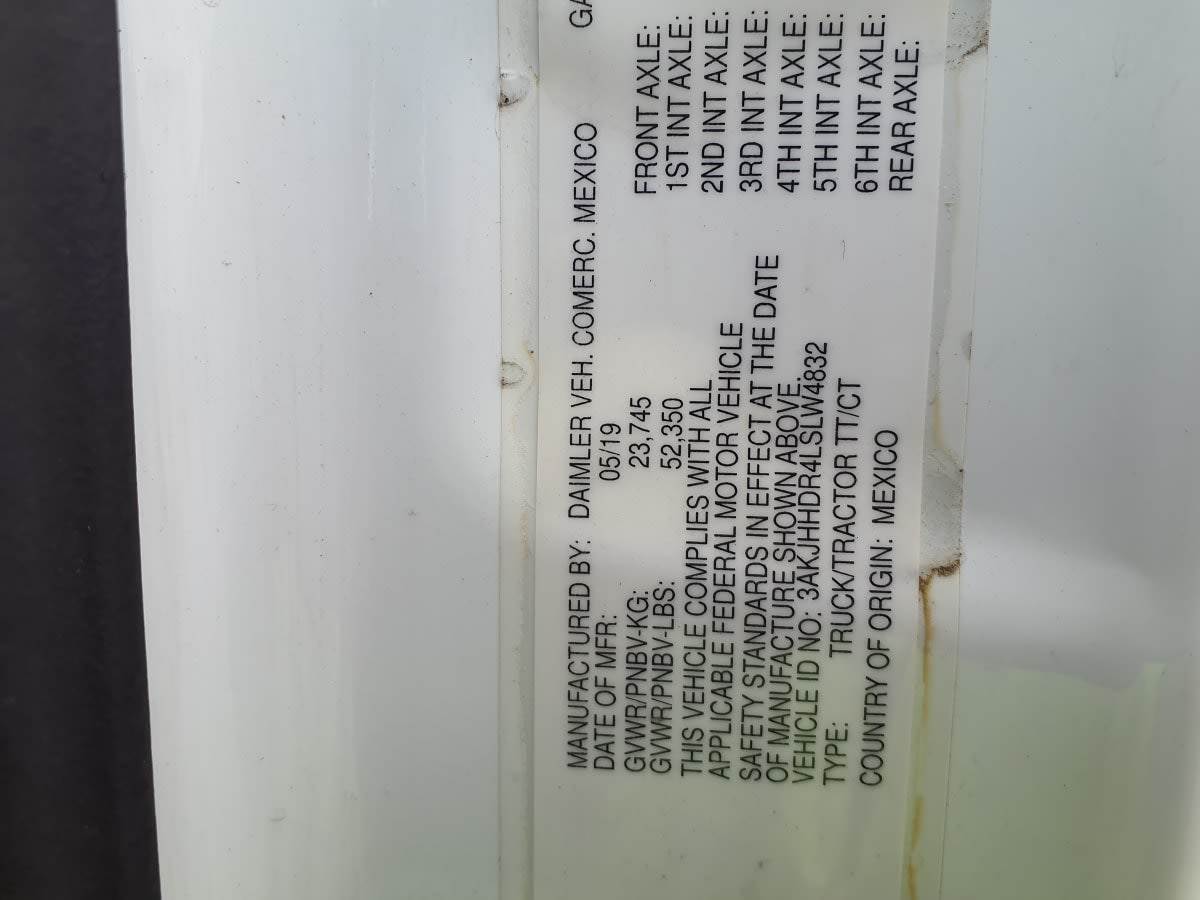 MANUFACTURED BY: DAIMLER VEH. COMERC. MEXICO
DATE OF MFR: 05/19
GVWR/PNBV-KG: 23,745
GVWR/PNBV-LBS: 52,350
THIS VEHICLE COMPLIES WITH ALL
APPLICABLE FEDERAL MOTOR VEHICLE
SAFETY STANDARDS IN EFFECT AT THE DATE
OF MANUFACTURE SHOWN ABOVE.
VEHICLE ID NO: 3AKJHHDR4LSLW4832
TYPE: TRUCK/TRACTOR TT/CT
COUNTRY OF ORIGIN: MEXICO
FRONT AXLE:
1ST INT AXLE:
2ND INT AXLE:
3RD INT AXLE:
4TH INT AXLE:
5TH INT AXLE:
6TH INT AXLE:
REAR AXLE: